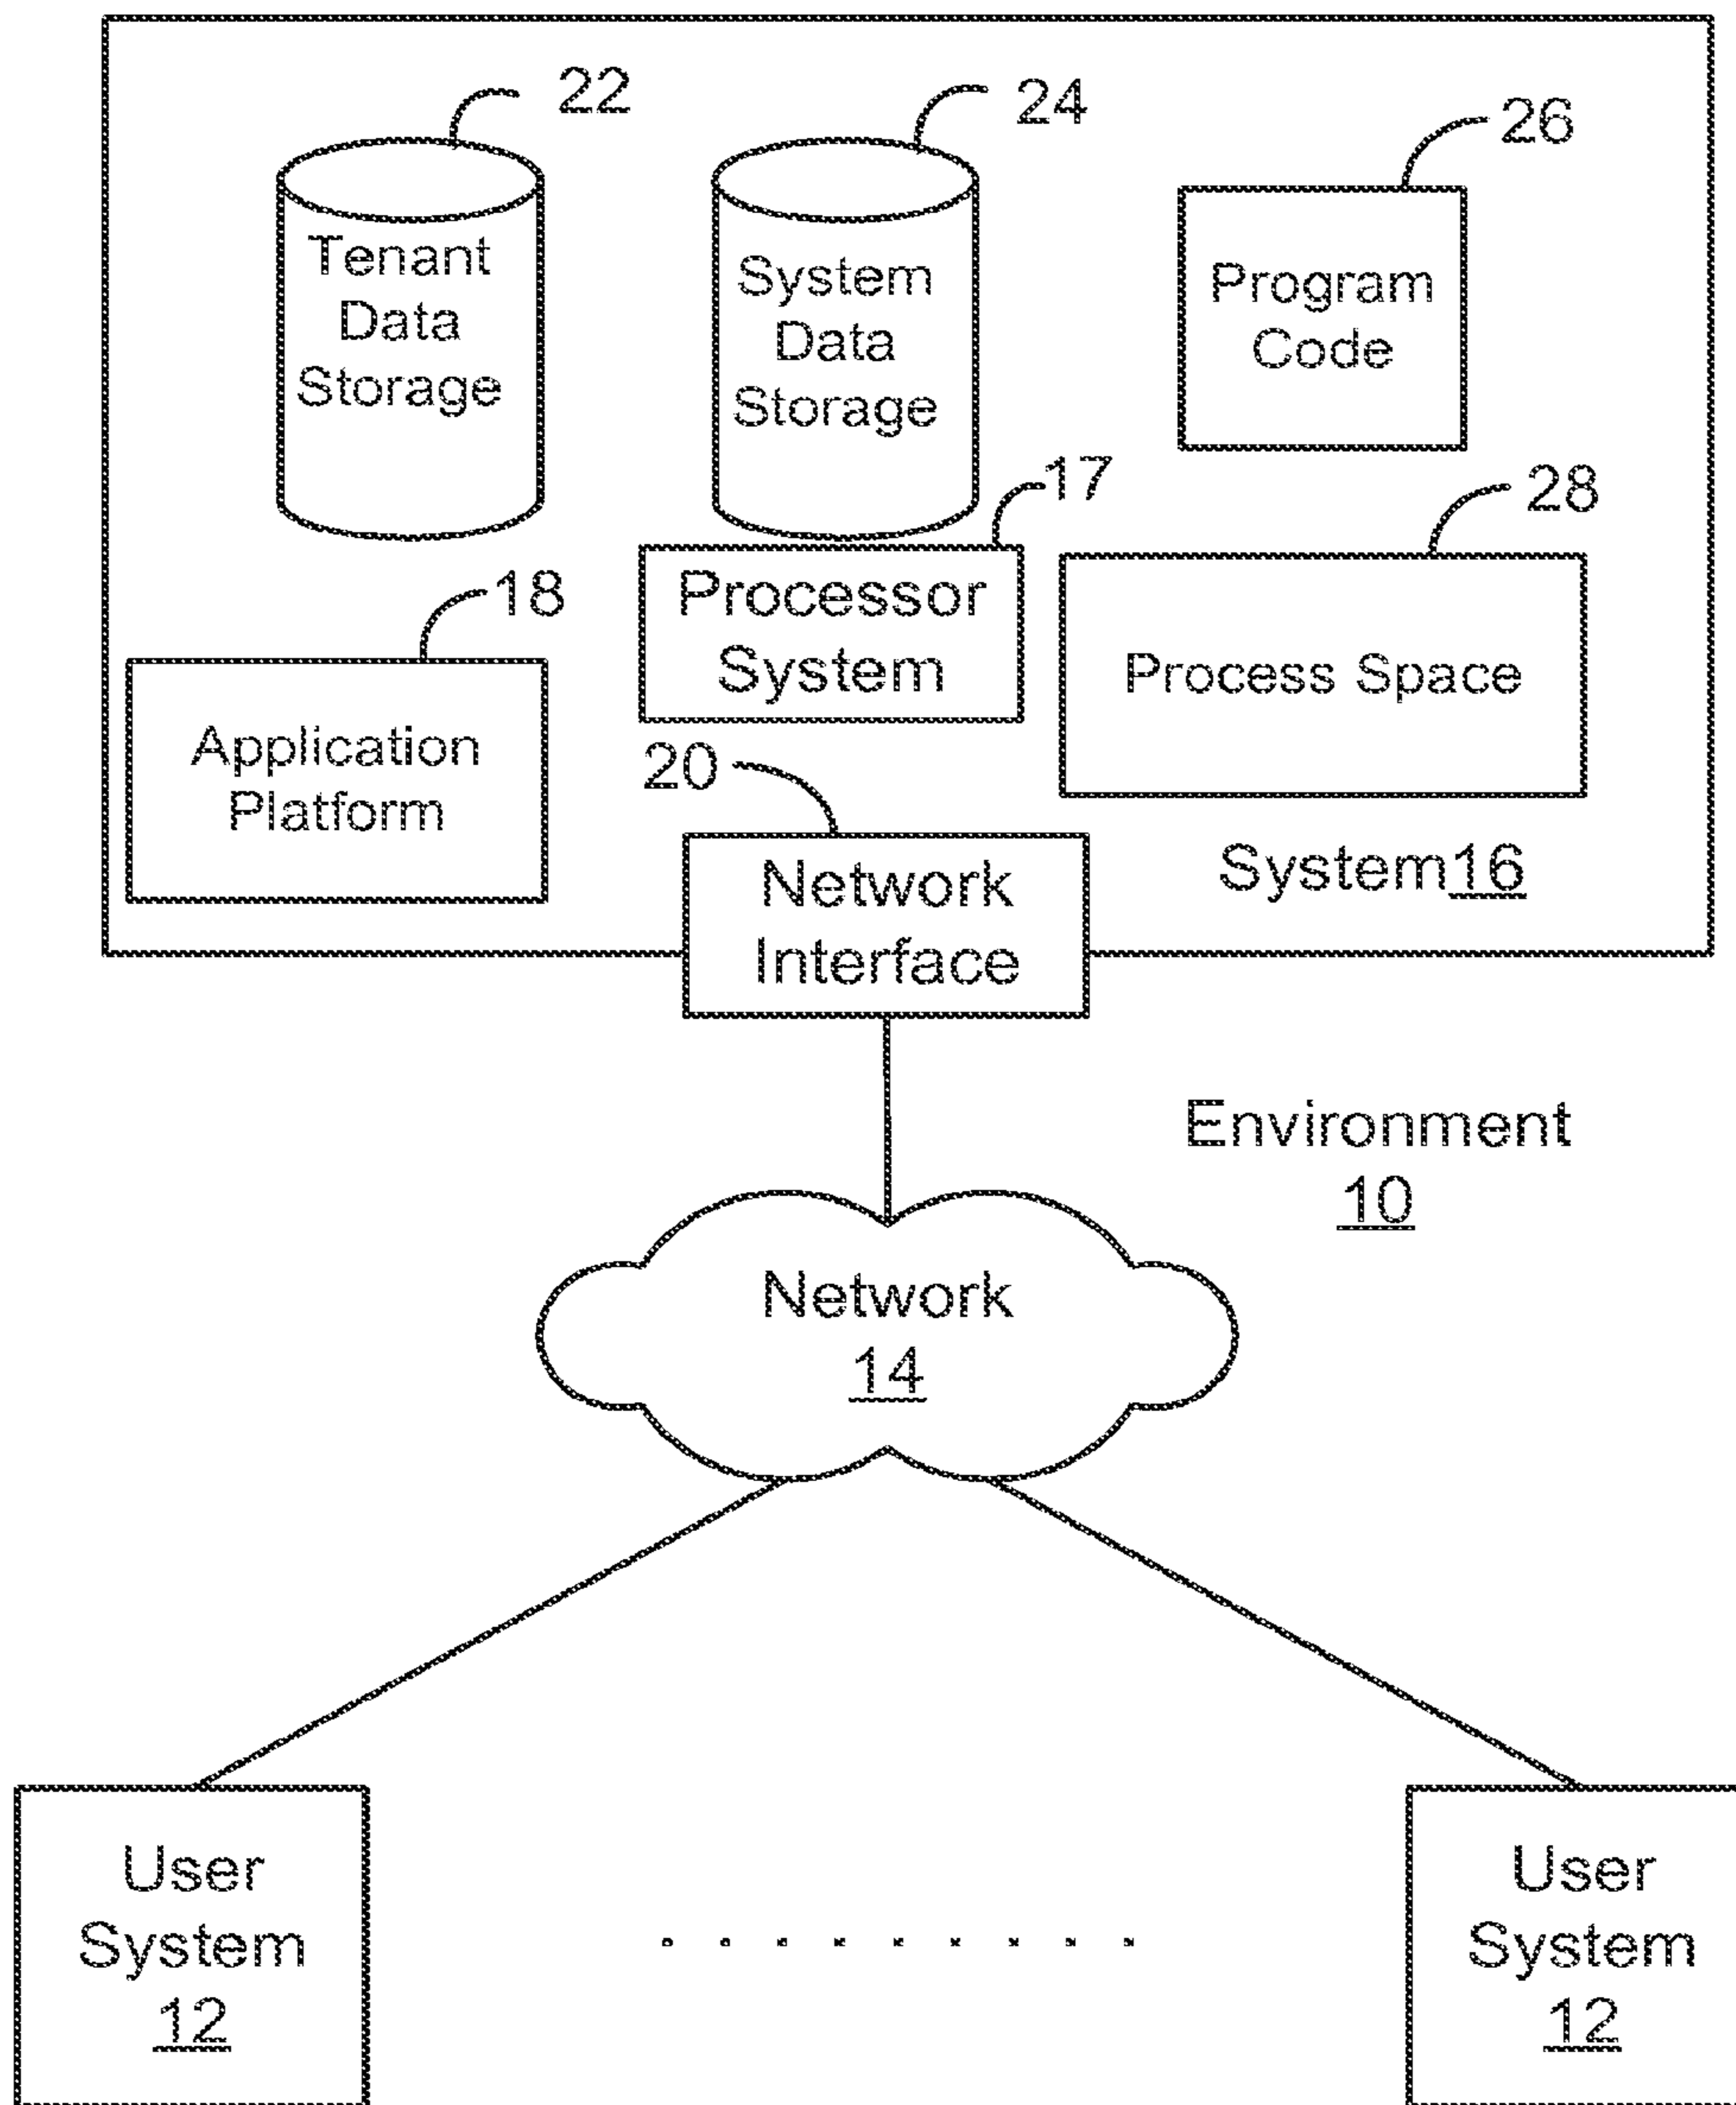 22
Tenant
Data
Storage
24
System
Data
Storage
26
Program
Code
17
Processor
System
28
Process Space
18
Application
Platform
20
Network
Interface
System16
Environment
10
Network
14
User
System
12
User
System
12